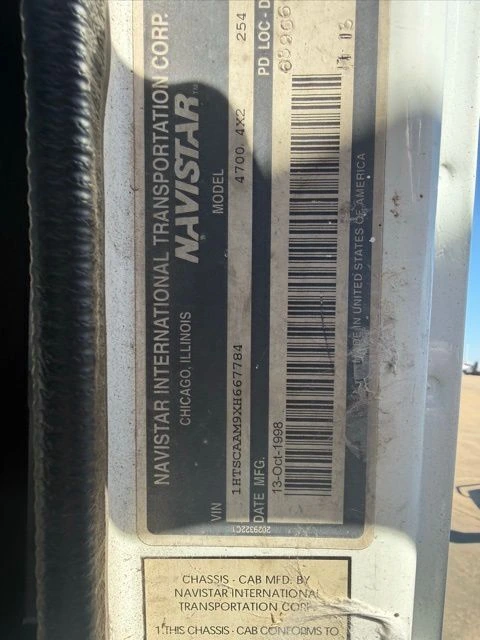 NAVISTAR INTERNATIONAL TRANSPORTATION CORP.
CHICAGO, ILLINOIS
NAVISTAR
VIN
MODEL
1HTSCAAM9XH667784
4700. 4X2
254
DATE MFG.
PD LOC - D
13-Oct-1998
MADE IN UNITED STATES OF AMERICA
2029322C1
CHASSIS - CAB MFD. BY
NAVISTAR INTERNATIONAL
TRANSPORTATION CORP.
1. THIS CHASSIS - CAB CONFORMS TO